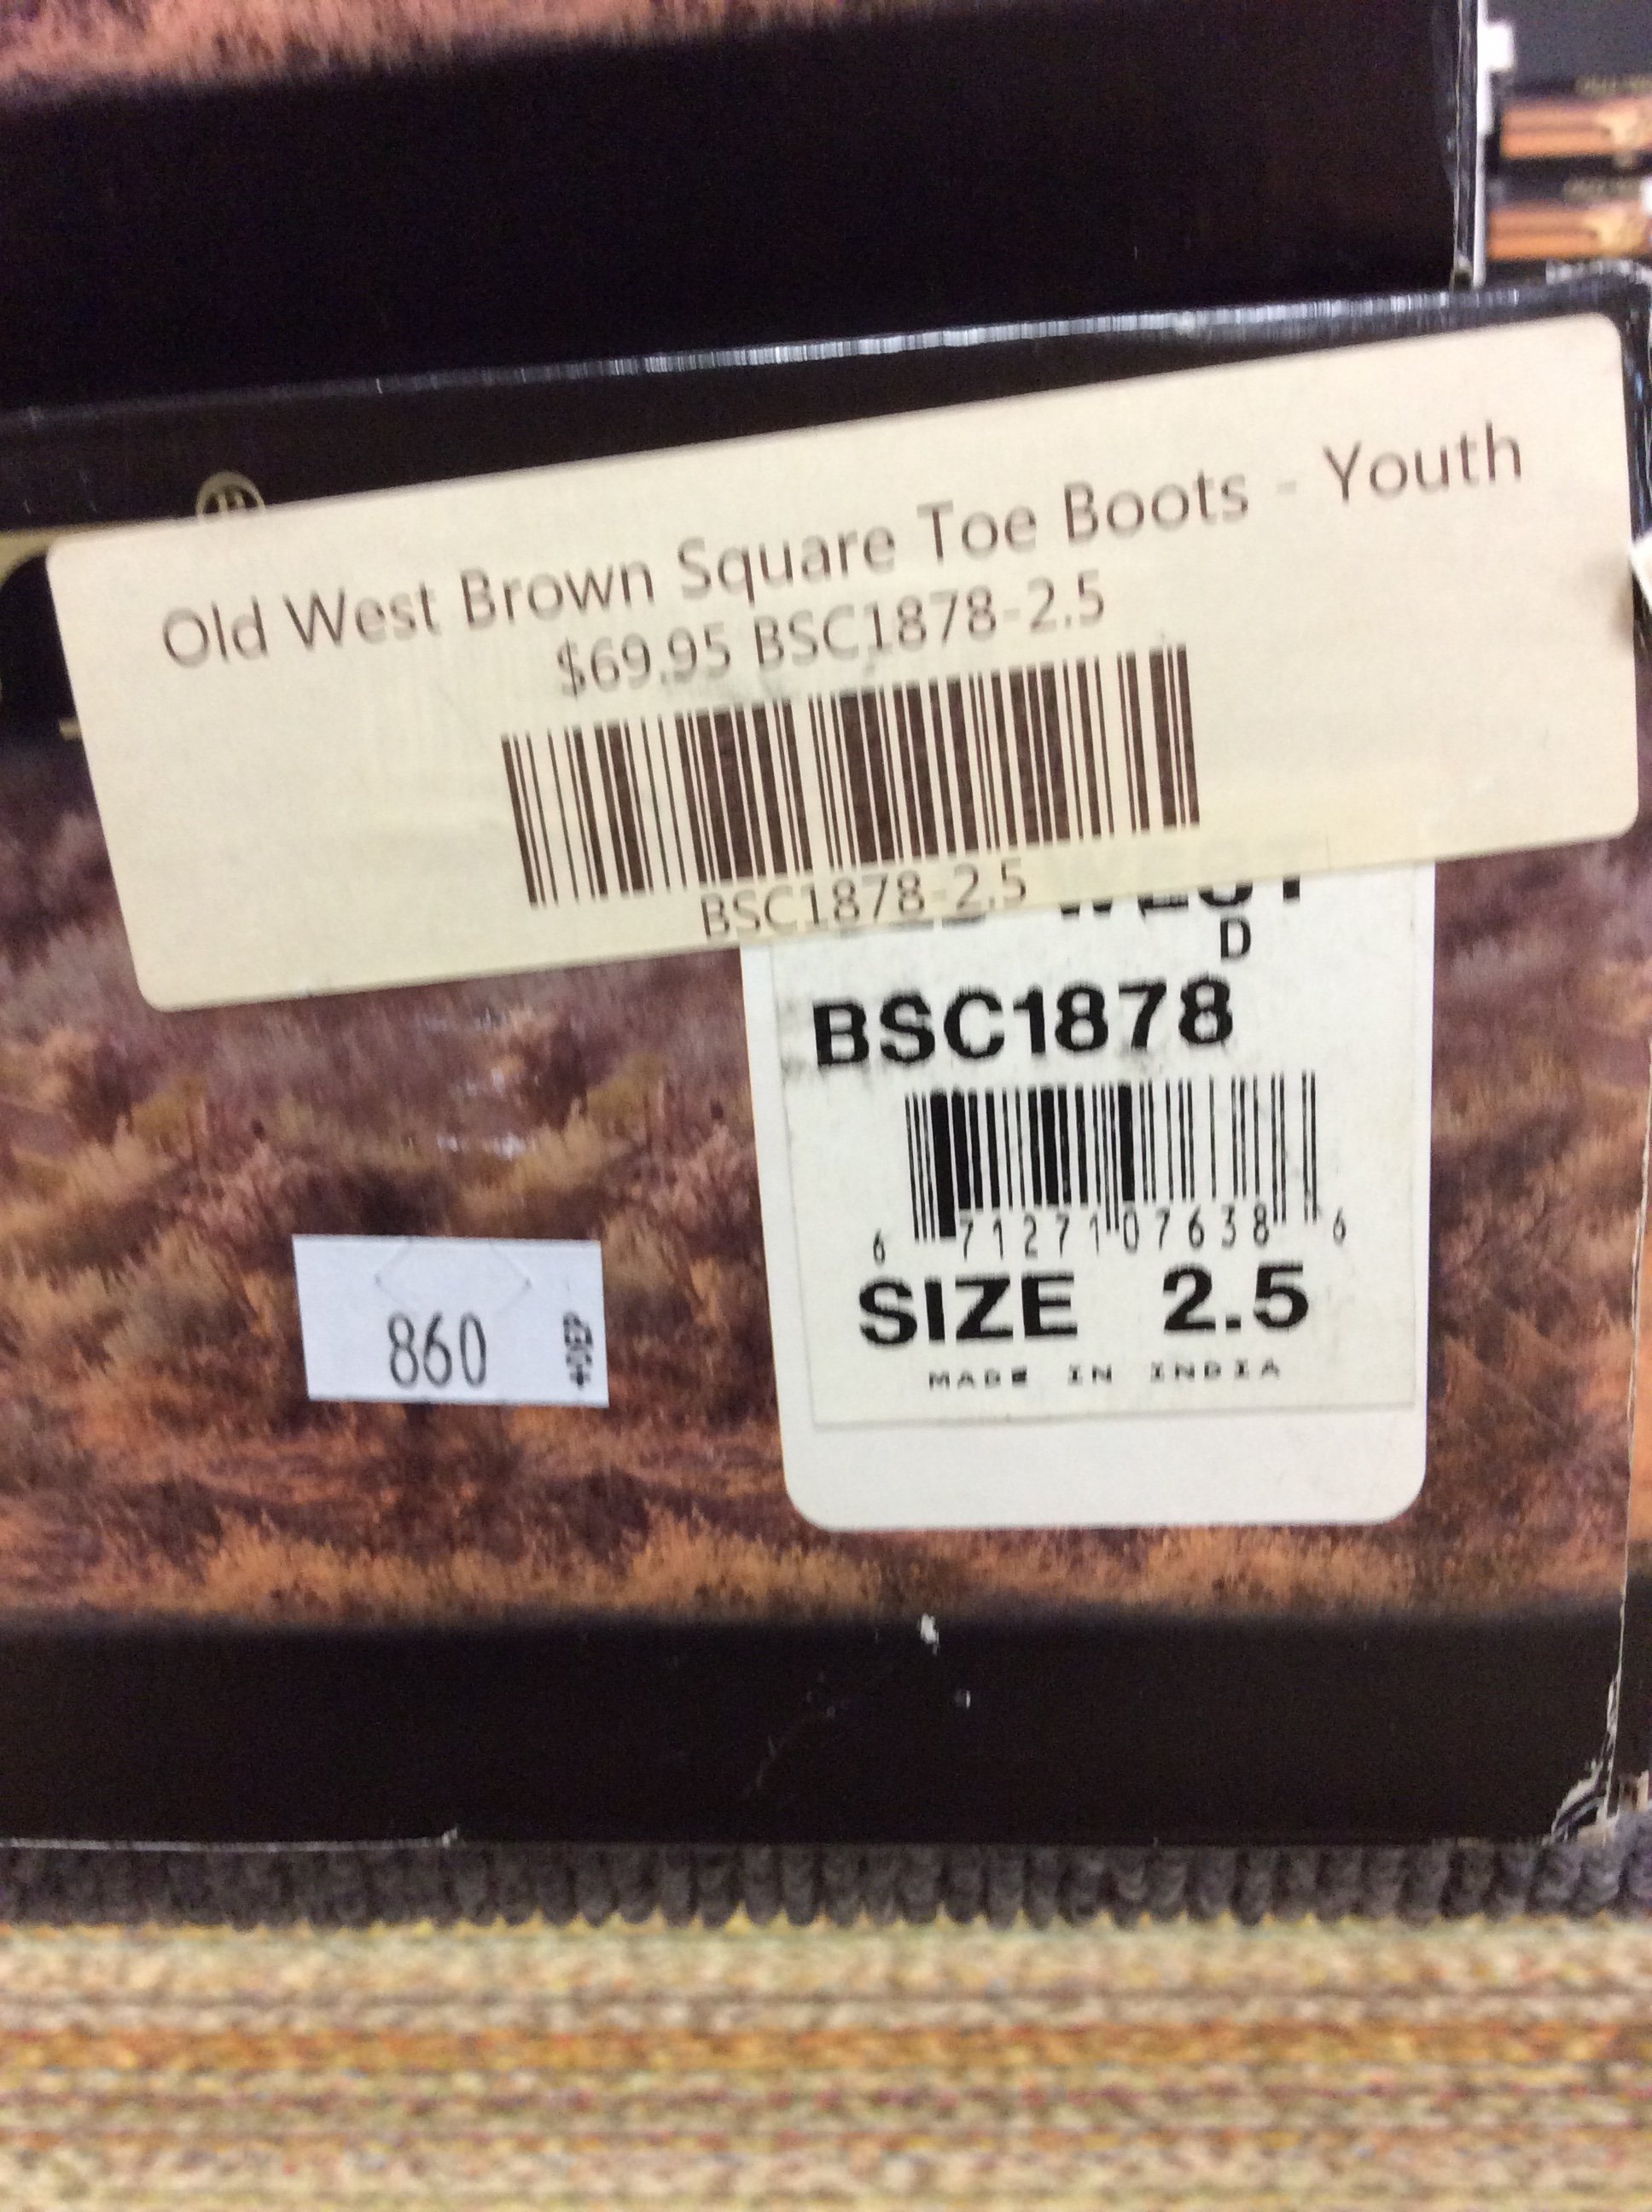 ®
Old West Brown Square Toe Boots - Youth
$69.95 BSC1878-2.5
BSC1878-2.5
WEST
D
BSC1878
6 71271 07638 6
SIZE 2.5
MADE IN INDIA
860